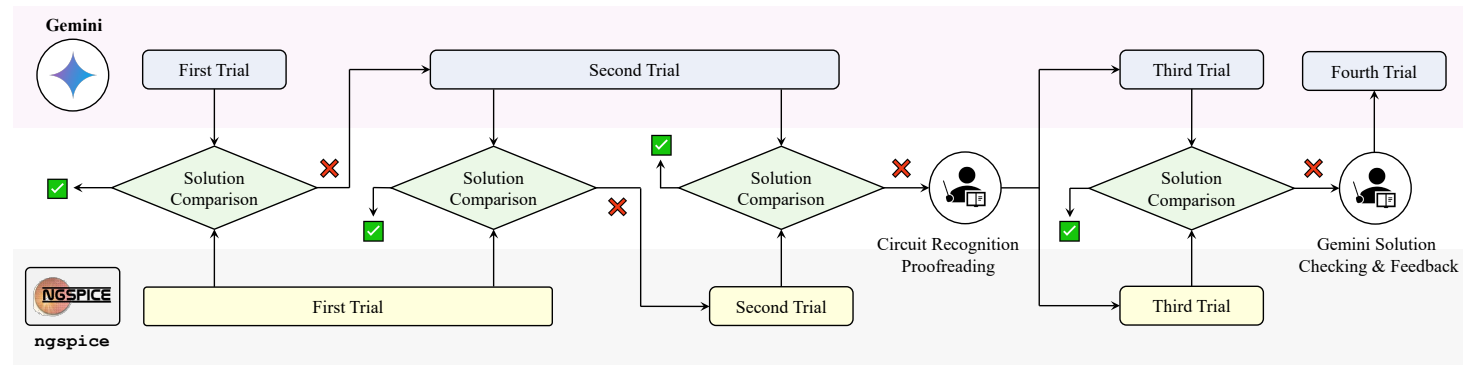 Gemini
First Trial
Second Trial
Third Trial
Fourth Trial
Solution
Comparison
Solution
Comparison
Solution
Comparison
Solution
Comparison
Circuit Recognition
Proofreading
Gemini Solution
Checking & Feedback
NGSPICE
ngspice
First Trial
Second Trial
Third Trial